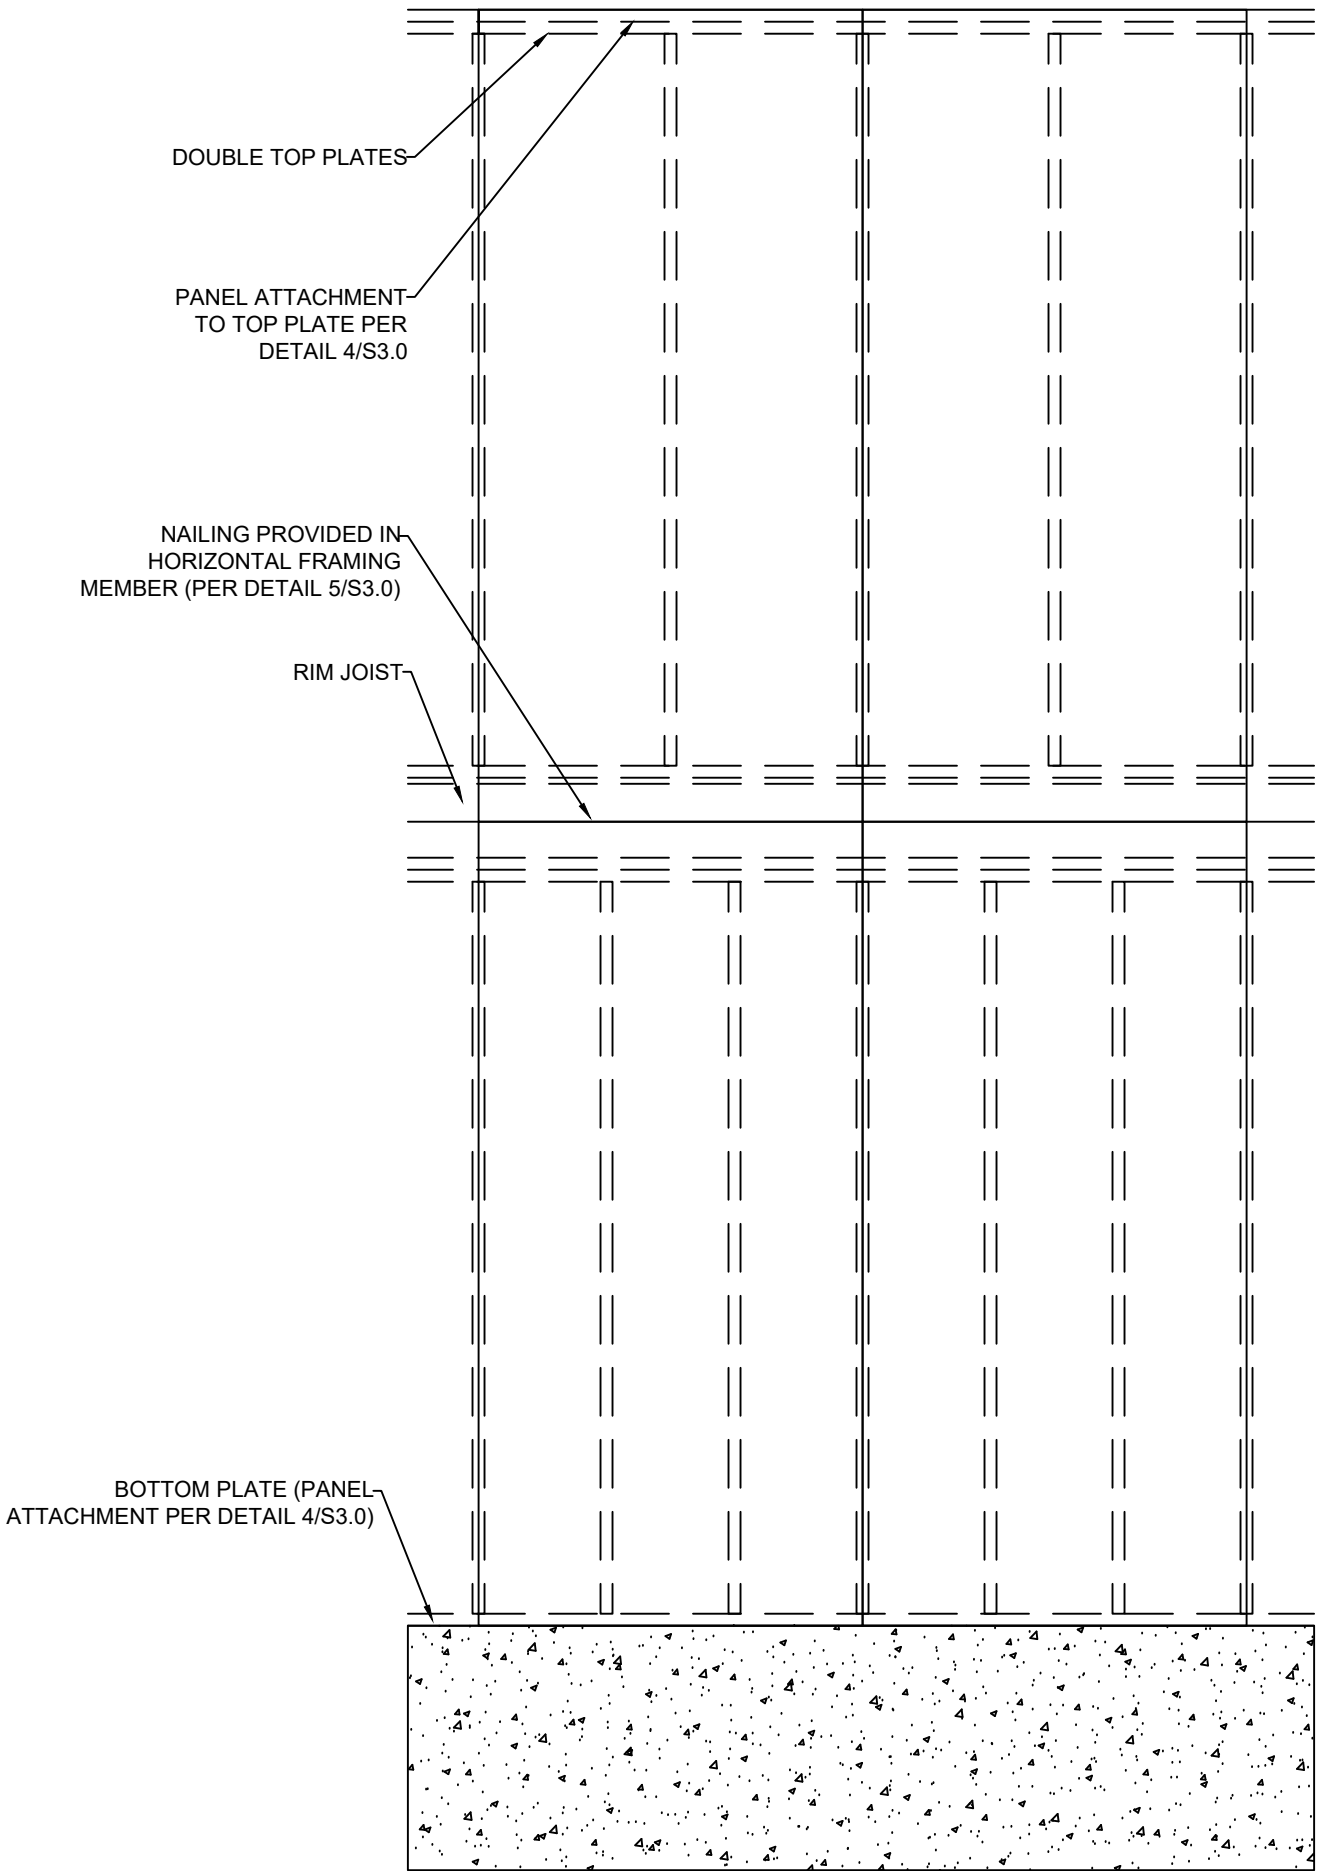 DOUBLE TOP PLATES
PANEL ATTACHMENT
TO TOP PLATE PER
DETAIL 4/S3.0
NAILING PROVIDED IN
HORIZONTAL FRAMING
MEMBER (PER DETAIL 5/S3.0)
RIM JOIST
BOTTOM PLATE (PANEL
ATTACHMENT PER DETAIL 4/S3.0)